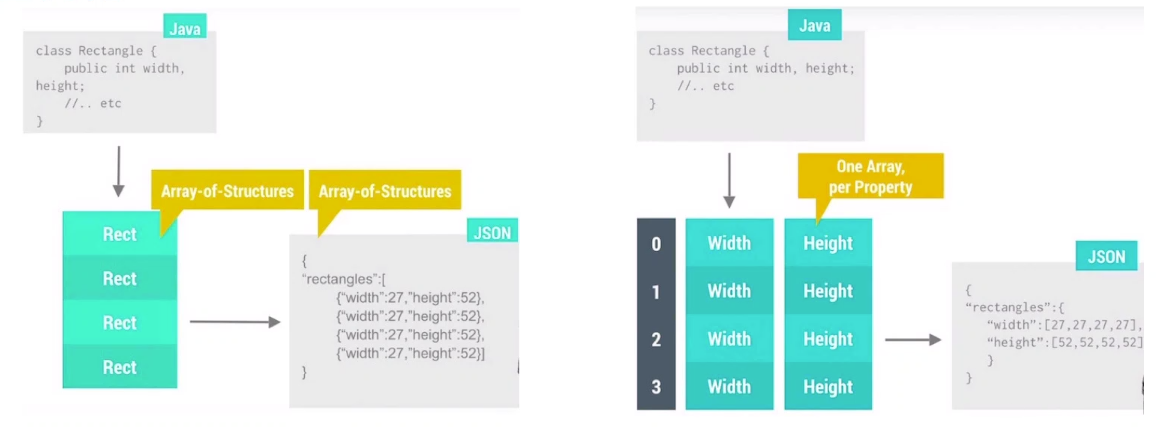 Java
class Rectangle {
public int width,
height;
//.. etc
}
Array-of-Structures
Array-of-Structures
Rect
Rect
Rect
Rect
JSON
{
“rectangles”:[
{“width”:27,”height”:52},
{“width”:27,”height”:52},
{“width”:27,”height”:52},
{“width”:27,”height”:52}]
}
Java
class Rectangle {
public int width, height;
//.. etc
}
One Array,
per Property
0 Width Height
1 Width Height
2 Width Height
3 Width Height
JSON
{
“rectangles”:{
“width”:[27,27,27,27],
“height”:[52,52,52,52]
}
}